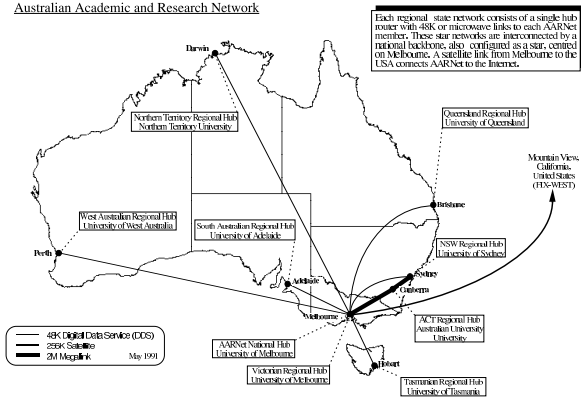 Australian Academic and Research Network
Each regional state network consists of a single hub
router with 48K or microwave links to each AARNet
member. These star networks are interconnected by a
national backbone, also configured as a star, centred
on Melbourne. A satellite link from Melbourne to the
USA connects AARNet to the Internet.
Darwin
Northern Territory Regional Hub
Northern Territory University
Queensland Regional Hub
University of Queensland
Mountain View,
California,
United States
(FIX-WEST)
Brisbane
West Australian Regional Hub
University of West Australia
South Australian Regional Hub
University of Adelaide
NSW Regional Hub
University of Sydney
Perth
Adelaide
Sydney
Canberra
Melbourne
ACT Regional Hub
Australian University
University
48K Digital Data Service (DDS)
256K Satellite
2M Megalink
May 1991
AARNet National Hub
University of Melbourne
Victorian Regional Hub
University of Melbourne
Hobart
Tasmanian Regional Hub
University of Tasmania